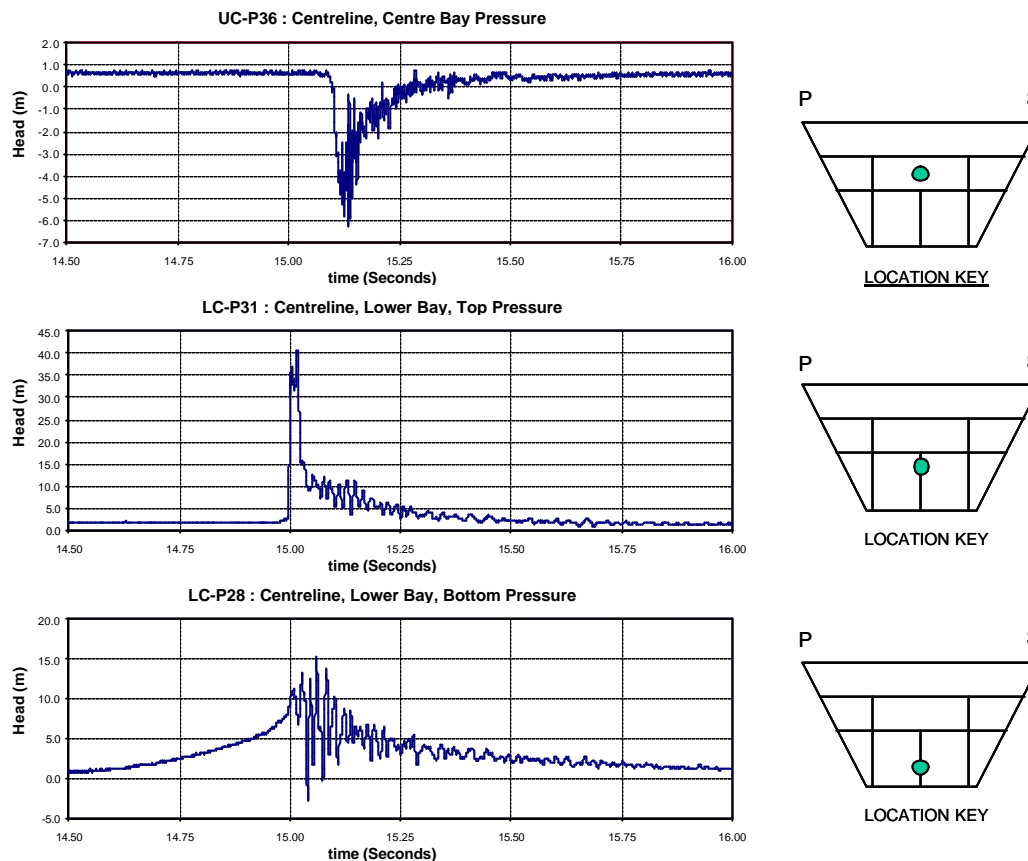 UC-P36 : Centreline, Centre Bay Pressure
Head (m)
2.0
1.0
0.0
-1.0
-2.0
-3.0
-4.0
-5.0
-6.0
-7.0
14.50 14.75 15.00 15.25 15.50 15.75 16.00
time (Seconds)
P
LOCATION KEY
LC-P31 : Centreline, Lower Bay, Top Pressure
Head (m)
45.0
40.0
35.0
30.0
25.0
20.0
15.0
10.0
5.0
0.0
14.50 14.75 15.00 15.25 15.50 15.75 16.00
time (Seconds)
P
LOCATION KEY
LC-P28 : Centreline, Lower Bay, Bottom Pressure
Head (m)
20.0
15.0
10.0
5.0
0.0
-5.0
14.50 14.75 15.00 15.25 15.50 15.75 16.00
time (Seconds)
P
LOCATION KEY